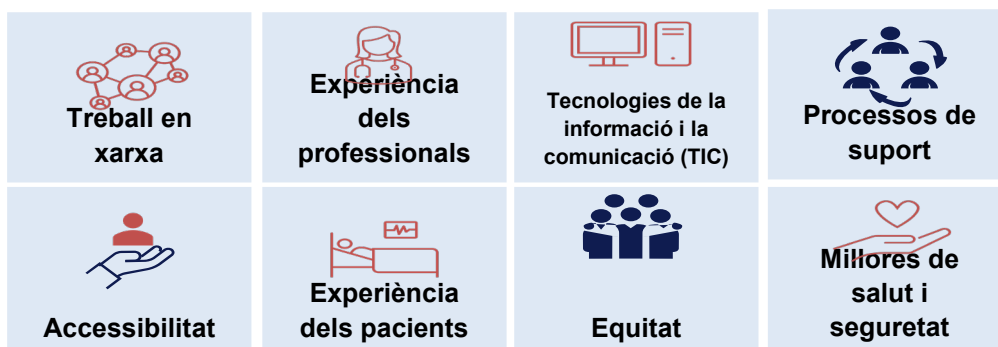 Treball en
xarxa
Experiència
dels
professionals
Tecnologies de la
informació i la
comunicació (TIC)
Processos de
suport
Accessibilitat
Experiència
dels pacients
Equitat
Millores de
salut i
seguretat